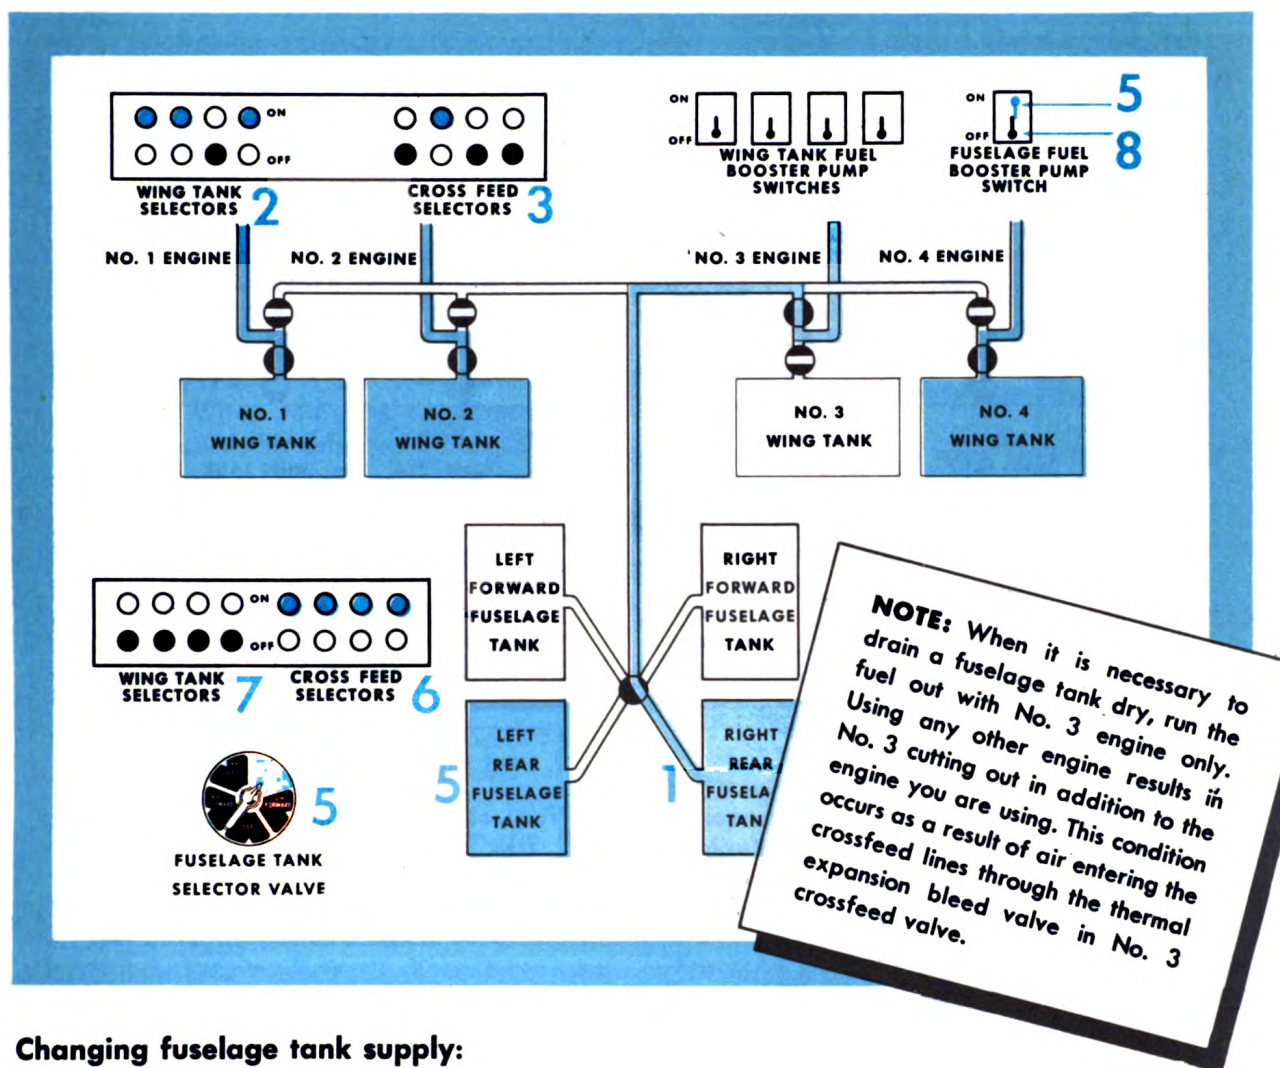 ON
OFF
WING TANK
SELECTORS 2
CROSS FEED
SELECTORS 3
ON
OFF
WING TANK FUEL
BOOSTER PUMP
SWITCHES
ON
OFF
5
8
FUSELAGE FUEL
BOOSTER PUMP
SWITCH
NO. 1 ENGINE
NO. 2 ENGINE
NO. 3 ENGINE
NO. 4 ENGINE
NO. 1
WING TANK
NO. 2
WING TANK
NO. 3
WING TANK
NO. 4
WING TANK
LEFT
FORWARD
FUSELAGE
TANK
RIGHT
FORWARD
FUSELAGE
TANK
ON
OFF
WING TANK
SELECTORS 7
CROSS FEED
SELECTORS 6
5
LEFT
REAR
FUSELAGE
TANK
1
RIGHT
REAR
FUSELA
TAN
5
FUSELAGE TANK
SELECTOR VALVE
NOTE: When it is necessary to
drain a fuselage tank dry, run the
fuel out with No. 3 engine only.
Using any other engine results in
No. 3 cutting out in addition to the
engine you are using. This condition
occurs as a result of air entering the
crossfeed lines through the thermal
expansion bleed valve in No. 3
crossfeed valve.
Changing fuselage tank supply: